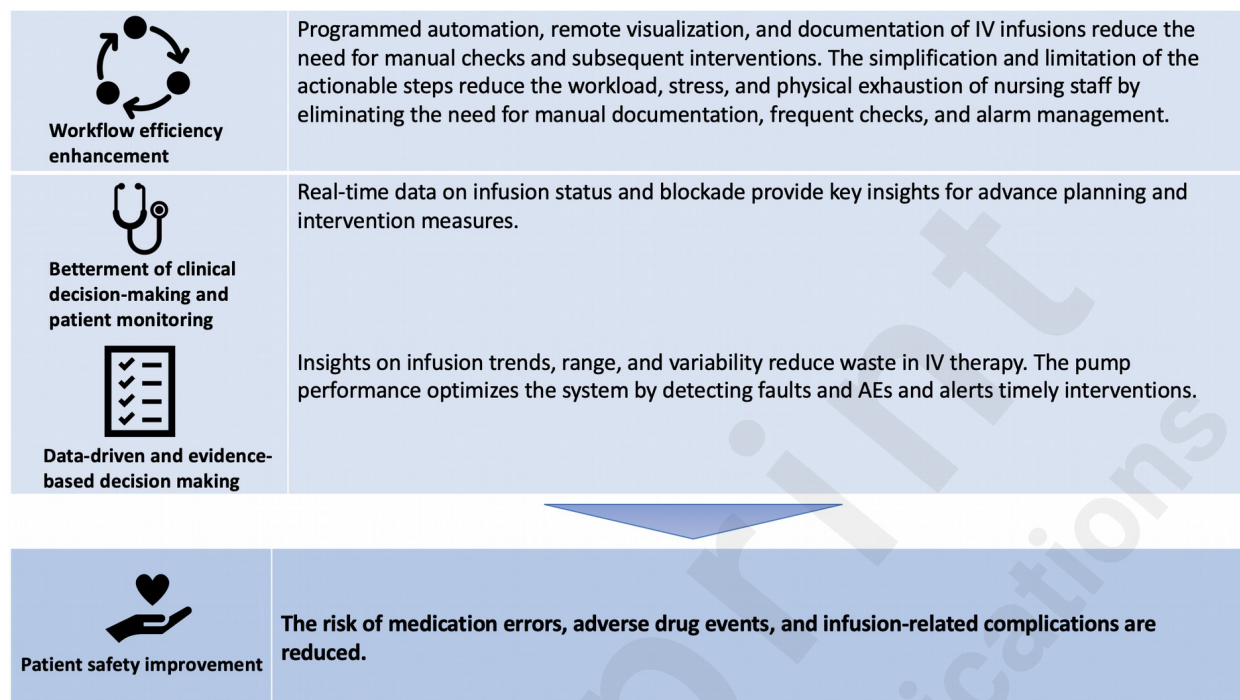 Workflow efficiency
enhancement
Programmed automation, remote visualization, and documentation of IV infusions reduce the
need for manual checks and subsequent interventions. The simplification and limitation of the
actionable steps reduce the workload, stress, and physical exhaustion of nursing staff by
eliminating the need for manual documentation, frequent checks, and alarm management.
Betterment of clinical
decision-making and
patient monitoring
Real-time data on infusion status and blockade provide key insights for advance planning and
intervention measures.
Data-driven and evidence-
based decision making
Insights on infusion trends, range, and variability reduce waste in IV therapy. The pump
performance optimizes the system by detecting faults and AEs and alerts timely interventions.
Patient safety improvement
The risk of medication errors, adverse drug events, and infusion-related complications are
reduced.